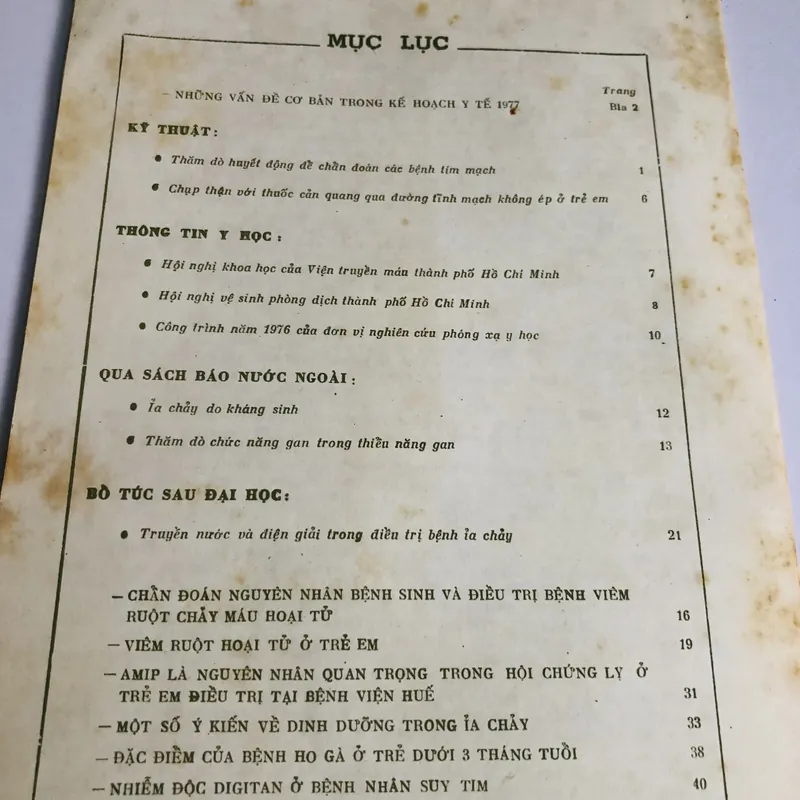 MỤC LỤC
Trang
— NHỮNG VẤN ĐỀ CƠ BẢN TRONG KẾ HOẠCH Y TẾ 1977 Bìa 2
KỸ THUẬT :
● Thăm dò huyết động để chẩn đoán các bệnh tim mạch 1
● Chụp thận với thuốc cản quang qua đường tĩnh mạch không ép ở trẻ em 6
THÔNG TIN Y HỌC :
● Hội nghị khoa học của Viện truyền máu thành phố Hồ Chi Minh 7
● Hội nghị vệ sinh phòng dịch thành phố Hồ Chi Minh 8
● Công trình năm 1976 của đơn vị nghiên cứu phóng xạ y học 10
QUA SÁCH BÁO NƯỚC NGOÀI :
● Ỉa chảy do kháng sinh 12
● Thăm dò chức năng gan trong thiều năng gan 13
BỔ TÚC SAU ĐẠI HỌC :
● Truyền nước và điện giải trong điều trị bệnh ỉa chảy 21
— CHẨN ĐOÁN NGUYÊN NHÂN BỆNH SINH VÀ ĐIỀU TRỊ BỆNH VIÊM
RUỘT CHẢY MÁU HOẠI TỬ 16
— VIÊM RUỘT HOẠI TỬ Ở TRẺ EM 19
— AMIP LÀ NGUYÊN NHÂN QUAN TRỌNG TRONG HỘI CHỨNG LỴ Ở
TRẺ EM ĐIỀU TRỊ TẠI BỆNH VIỆN HUẾ 31
— MỘT SỐ Ý KIẾN VỀ DINH DƯỠNG TRONG ỈA CHẢY 33
— ĐẶC ĐIỂM CỦA BỆNH HO GÀ Ở TRẺ DƯỚI 3 THÁNG TUỔI 38
— NHIỄM ĐỘC DIGITAN Ở BỆNH NHÂN SUY TIM 40